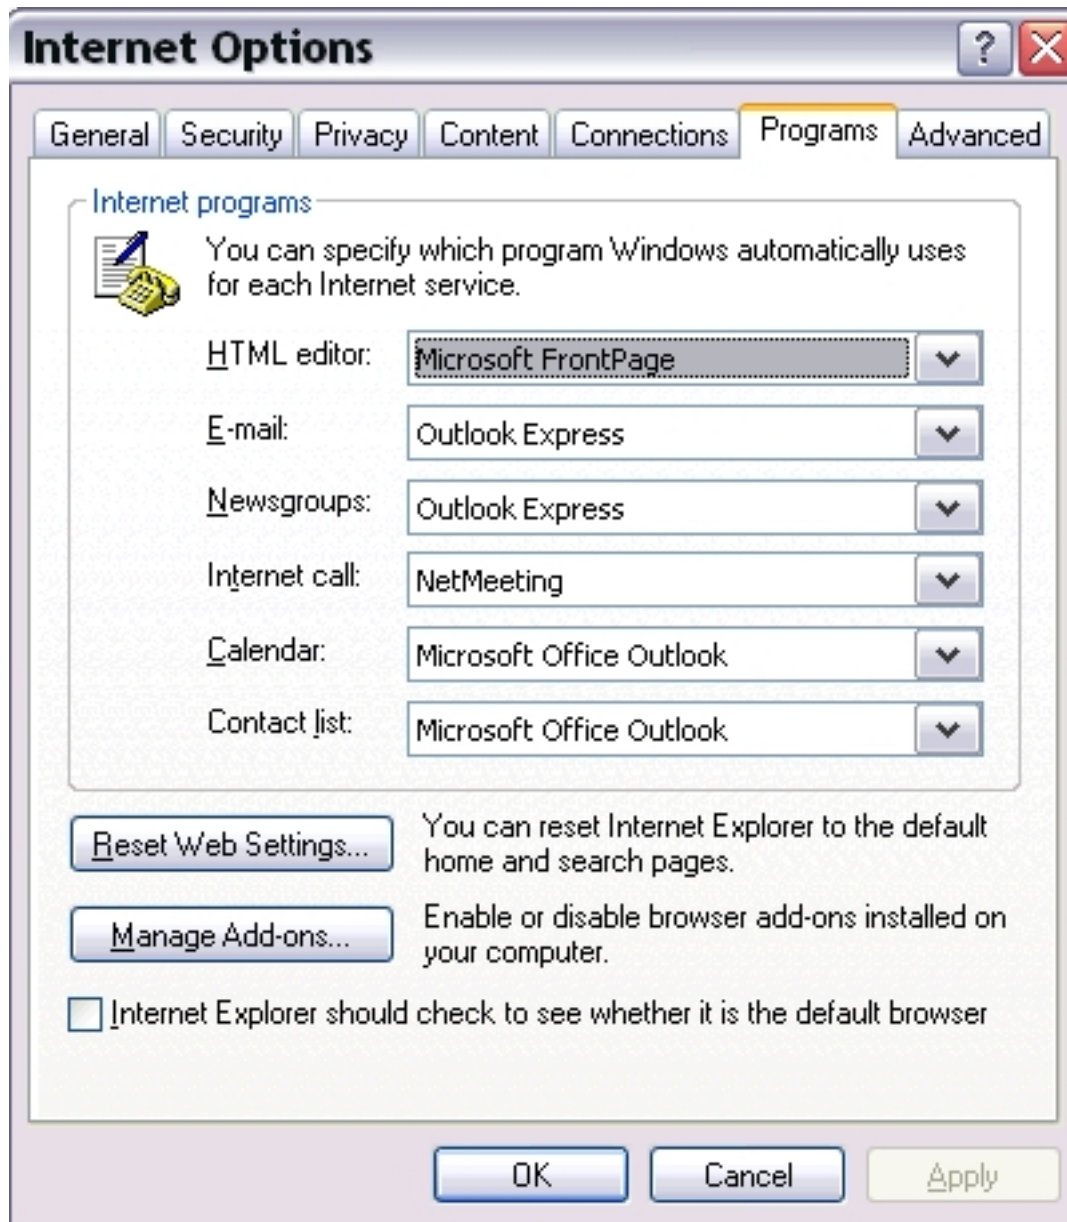 Internet Options
General Security Privacy Content Connections Programs Advanced
Internet programs
You can specify which program Windows automatically uses
for each Internet service.
HTML editor: Microsoft FrontPage
E-mail: Outlook Express
Newsgroups: Outlook Express
Internet call: NetMeeting
Calendar: Microsoft Office Outlook
Contact list: Microsoft Office Outlook
Reset Web Settings...
You can reset Internet Explorer to the default
home and search pages.
Manage Add-ons...
Enable or disable browser add-ons installed on
your computer.
Internet Explorer should check to see whether it is the default browser
OK Cancel Apply